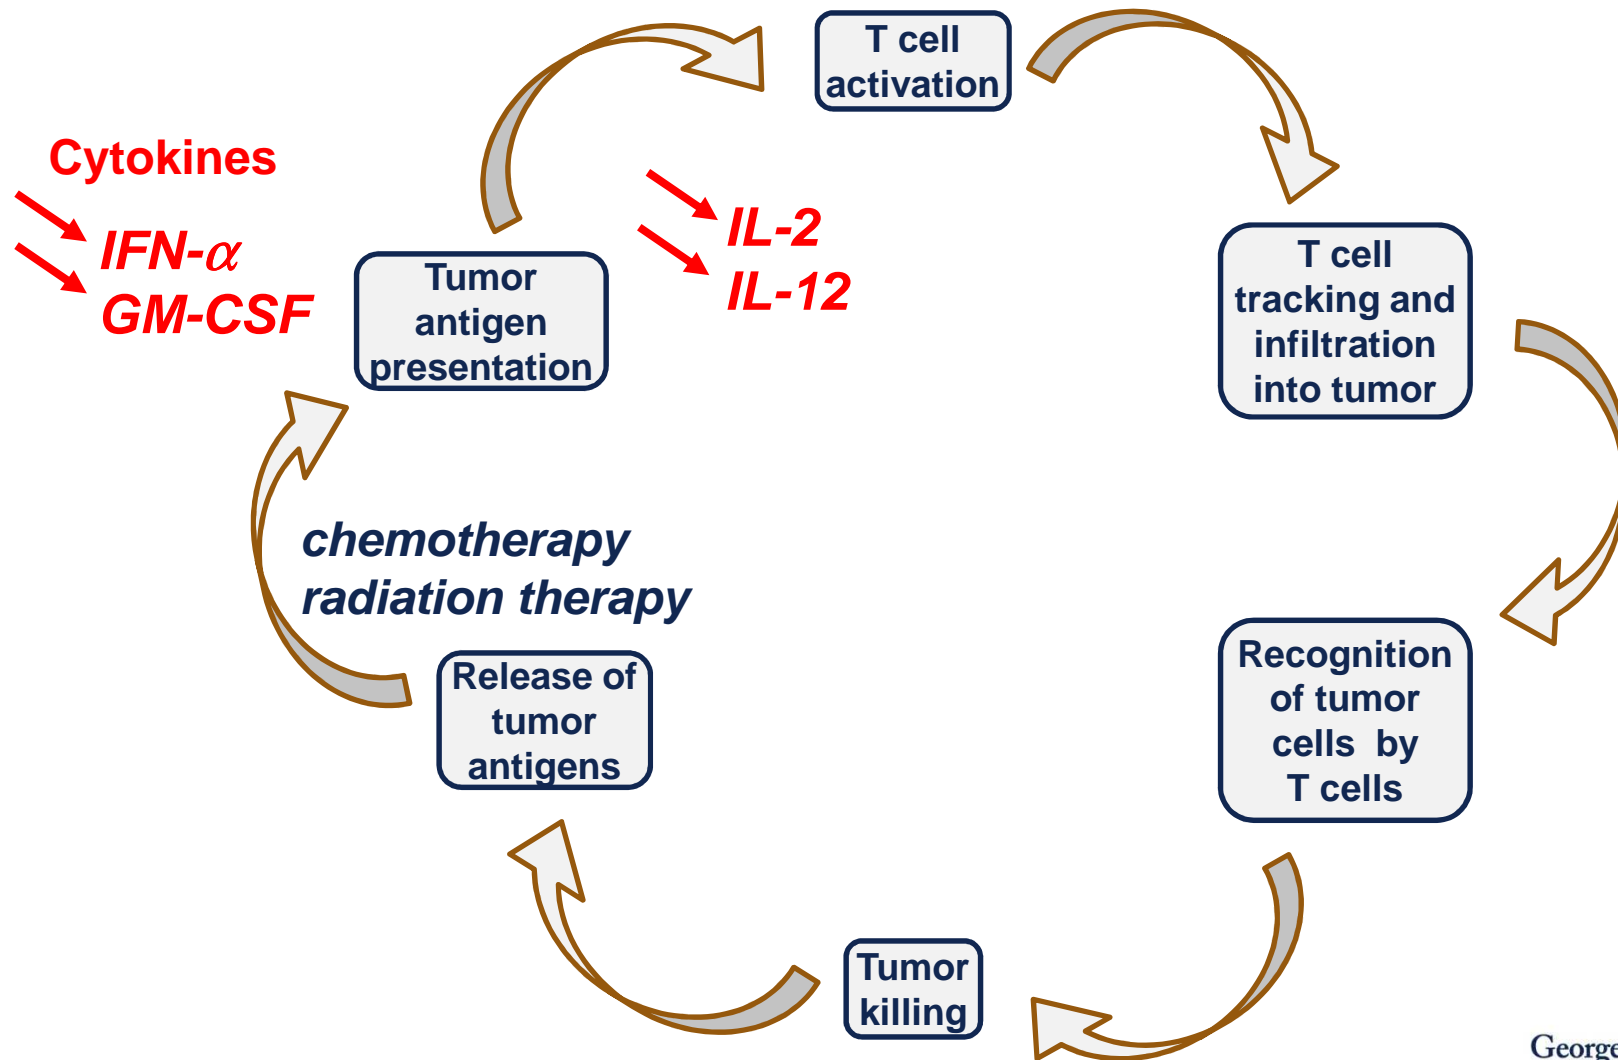 T cell
activation
Cytokines
IFN-α
GM-CSF
IL-2
IL-12
Tumor
antigen
presentation
T cell
tracking and
infiltration
into tumor
chemotherapy
radiation therapy
Release of
tumor
antigens
Recognition
of tumor
cells by
T cells
Tumor
killing
George